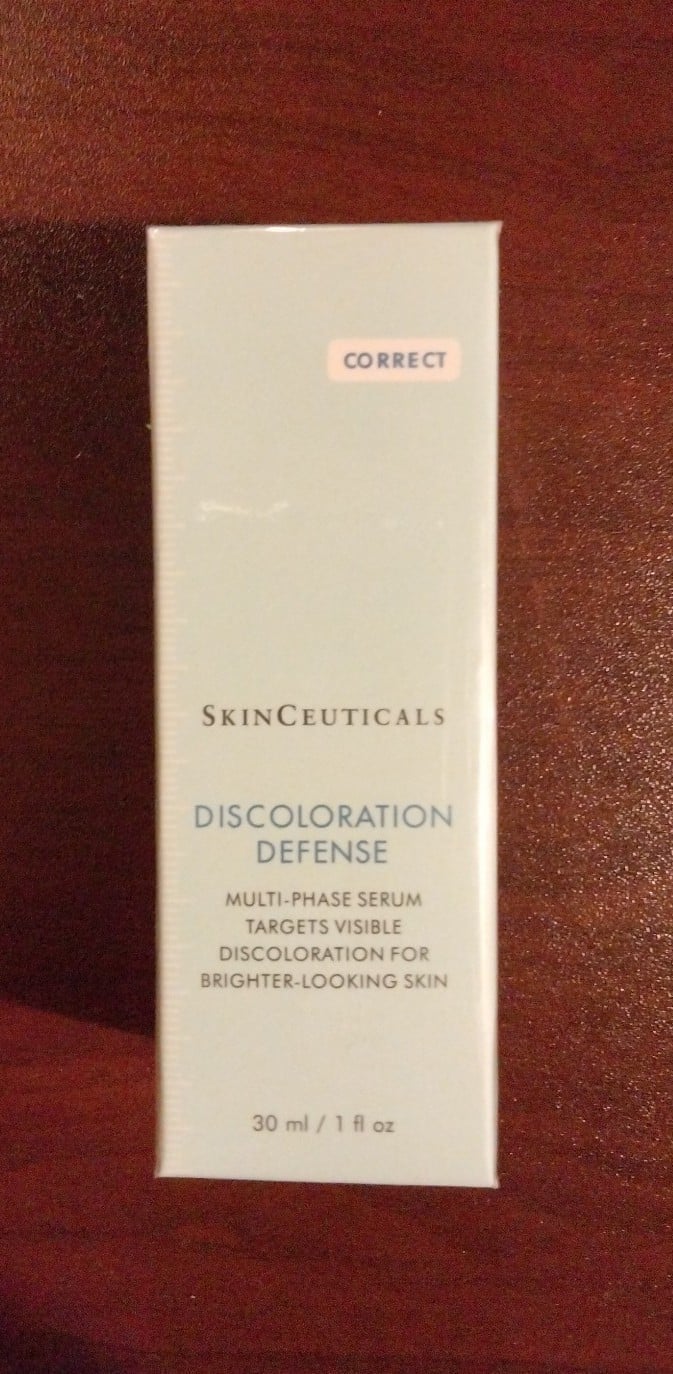 CORRECT
SKINCEUTICALS
DISCOLORATION
DEFENSE
MULTI-PHASE SERUM
TARGETS VISIBLE
DISCOLORATION FOR
BRIGHTER-LOOKING SKIN
30 ml / 1 fl oz